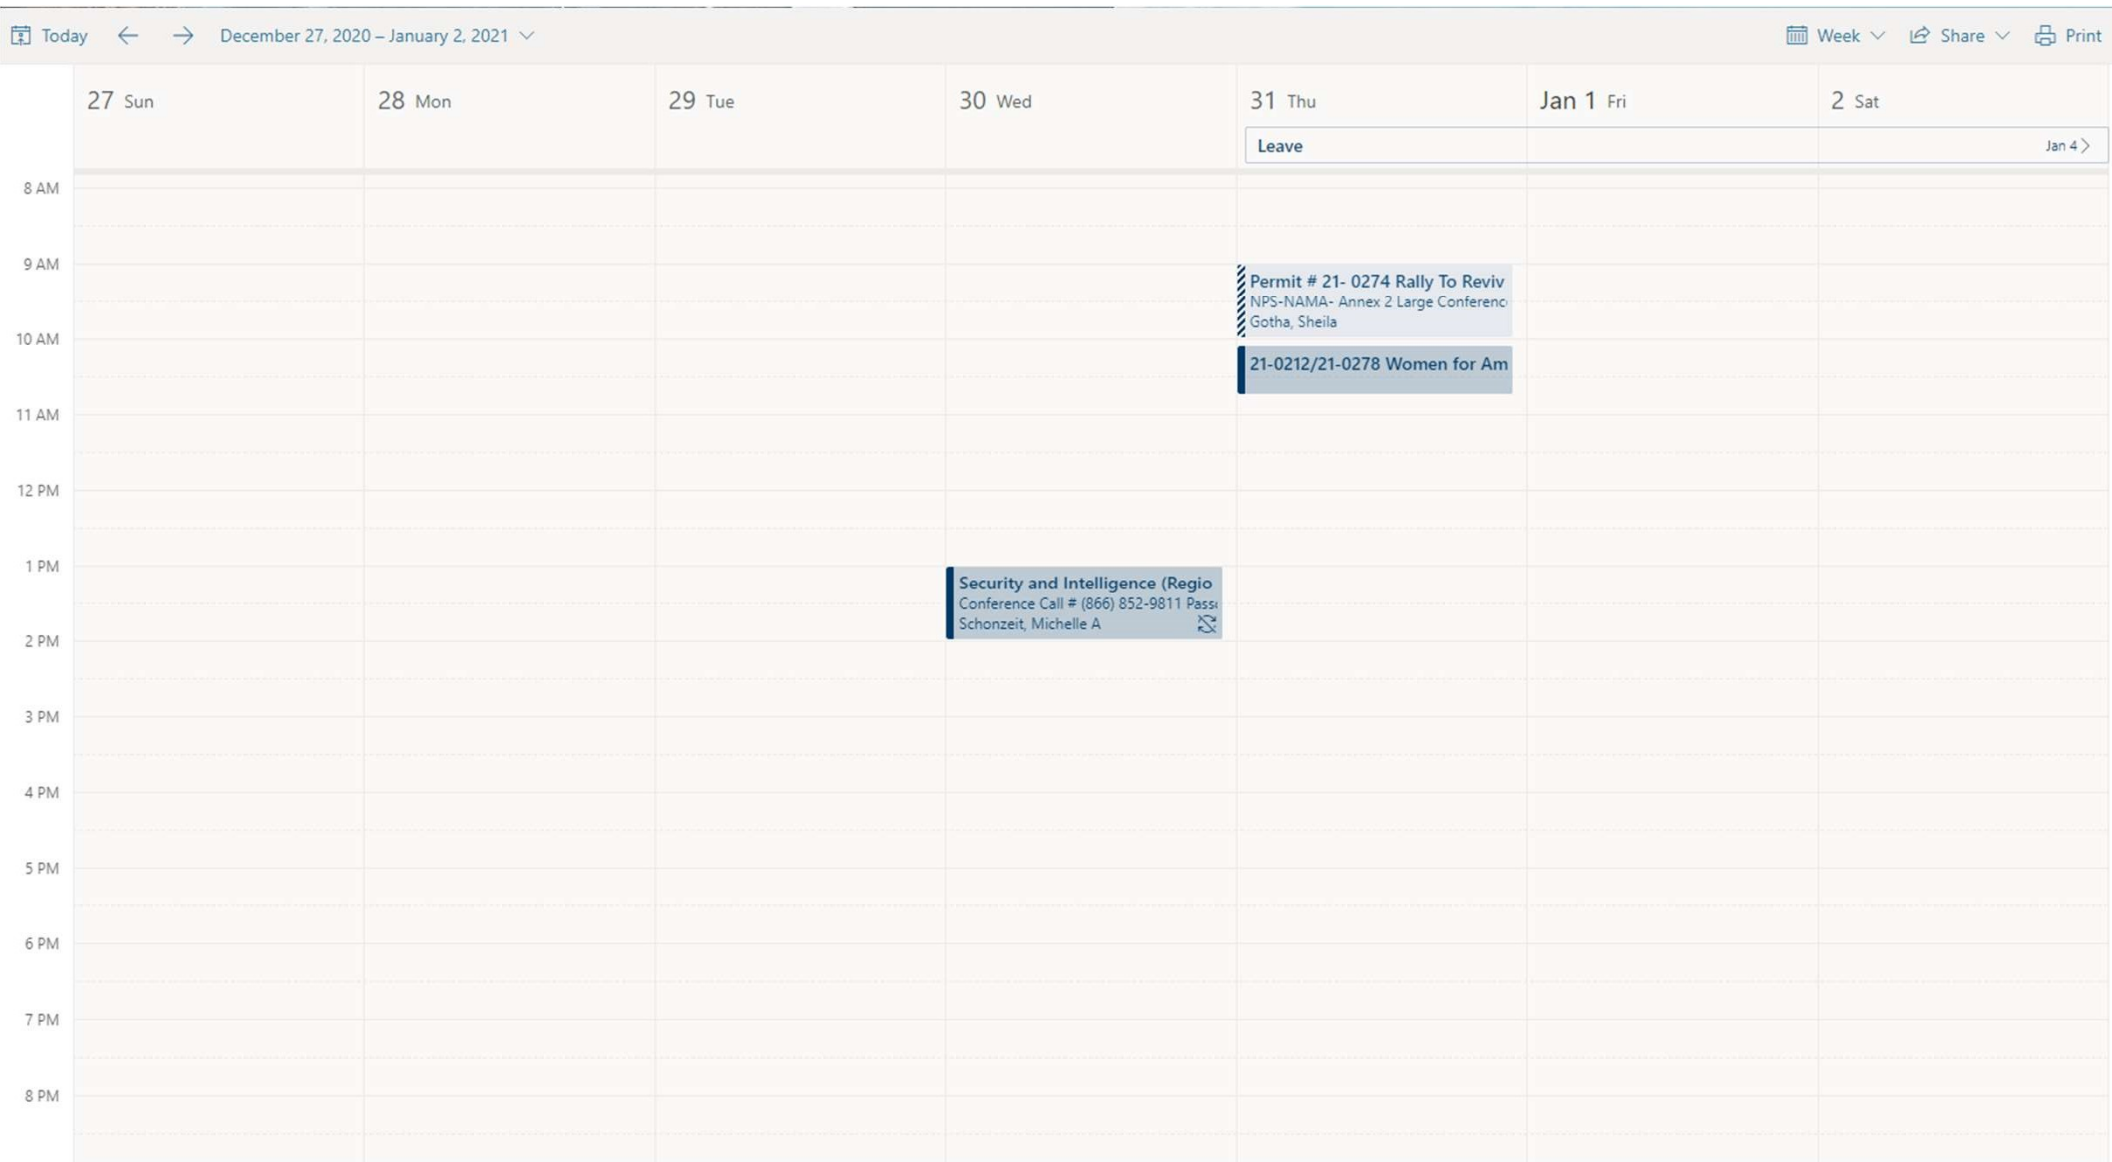 Today December 27, 2020 – January 2, 2021 Week Share Print
27 Sun 28 Mon 29 Tue 30 Wed 31 Thu Jan 1 Fri 2 Sat
Leave Jan 4
8 AM
9 AM
Permit # 21- 0274 Rally To Reviv
NPS-NAMA- Annex 2 Large Conferenc
Gotha, Sheila
10 AM
21-0212/21-0278 Women for Am
11 AM
12 PM
1 PM
Security and Intelligence (Regio
Conference Call # (866) 852-9811 Passc
Schonzeit, Michelle A
2 PM
3 PM
4 PM
5 PM
6 PM
7 PM
8 PM